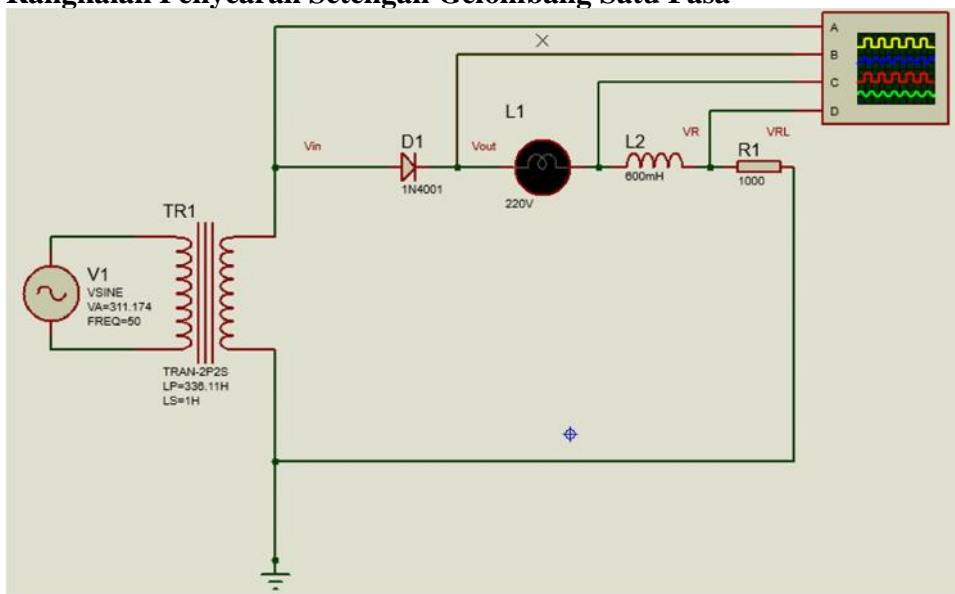 Rangkaian Penyearah Setengah Gelombang Satu Fasa
A
B
C
D
L1
220V
Vin
D1
1N4001
Vout
L2
600mH
VR
VRL
R1
1000
TR1
TRAN-2P2S
LP=336.11H
LS=1H
V1
VSINE
VA=311.174
FREQ=50